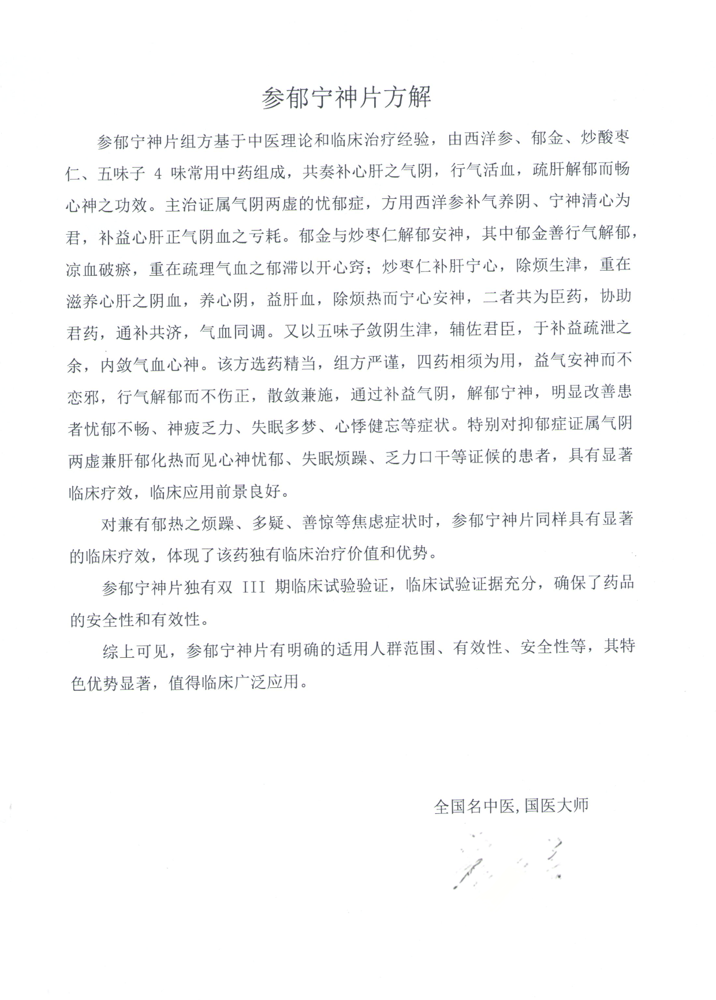 参郁宁神片方解
参郁宁神片组方基于中医理论和临床治疗经验，由西洋参、郁金、炒酸枣
仁、五味子 4 味常用中药组成，共奏补心肝之气阴，行气活血，疏肝解郁而畅
心神之功效。主治证属气阴两虚的忧郁症，方用西洋参补气养阴、宁神清心为
君，补益心肝正气阴血之亏耗。郁金与炒枣仁解郁安神，其中郁金善行气解郁，
凉血破瘀，重在疏理气血之郁滞以开心窍；炒枣仁补肝宁心，除烦生津，重在
滋养心肝之阴血，养心阴，益肝血，除烦热而宁心安神，二者共为臣药，协助
君药，通补共济，气血同调。又以五味子敛阴生津，辅佐君臣，于补益疏泄之
余，内敛气血心神。该方选药精当，组方严谨，四药相须为用，益气安神而不
恋邪，行气解郁而不伤正，散敛兼施，通过补益气阴，解郁宁神，明显改善患
者忧郁不畅、神疲乏力、失眠多梦、心悸健忘等症状。特别对抑郁症证属气阴
两虚兼肝郁化热而见心神忧郁、失眠烦躁、乏力口干等证候的患者，具有显著
临床疗效，临床应用前景良好。
对兼有郁热之烦躁、多疑、善惊等焦虑症状时，参郁宁神片同样具有显著
的临床疗效，体现了该药独有临床治疗价值和优势。
参郁宁神片独有双 III 期临床试验验证，临床试验证据充分，确保了药品
的安全性和有效性。
综上可见，参郁宁神片有明确的适用人群范围、有效性、安全性等，其特
色优势显著，值得临床广泛应用。
全国名中医,国医大师